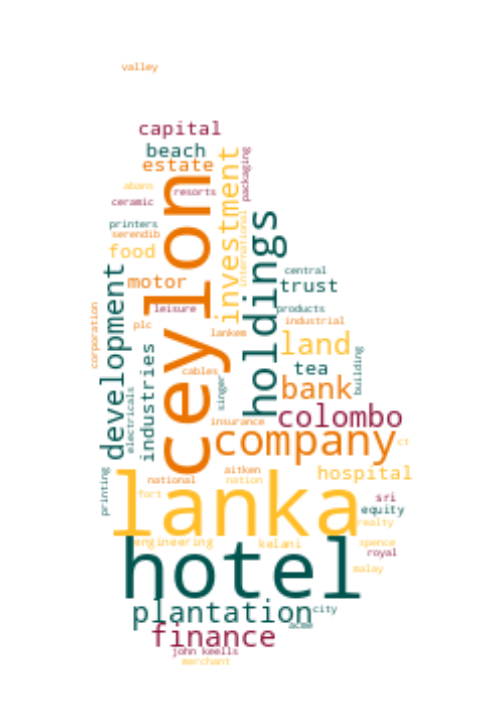 valley
capital
beach
estate
investment
packaging
abans
resorts
ceramic
ceylon
printers
serendib
holdings
international
food
development
central
motor
trust
corporation
leisure
products
plc
industrial
lankem
land
industries
building
tea
cables
singer
bank
electricals
colombo
insurance
company
ct
aitken
hospital
national
nation
printing
lanka
fort
sri
equity
realty
engineering
kelani
spence
hotel
royal
malay
plantation
city
acme
finance
john keells
merchant